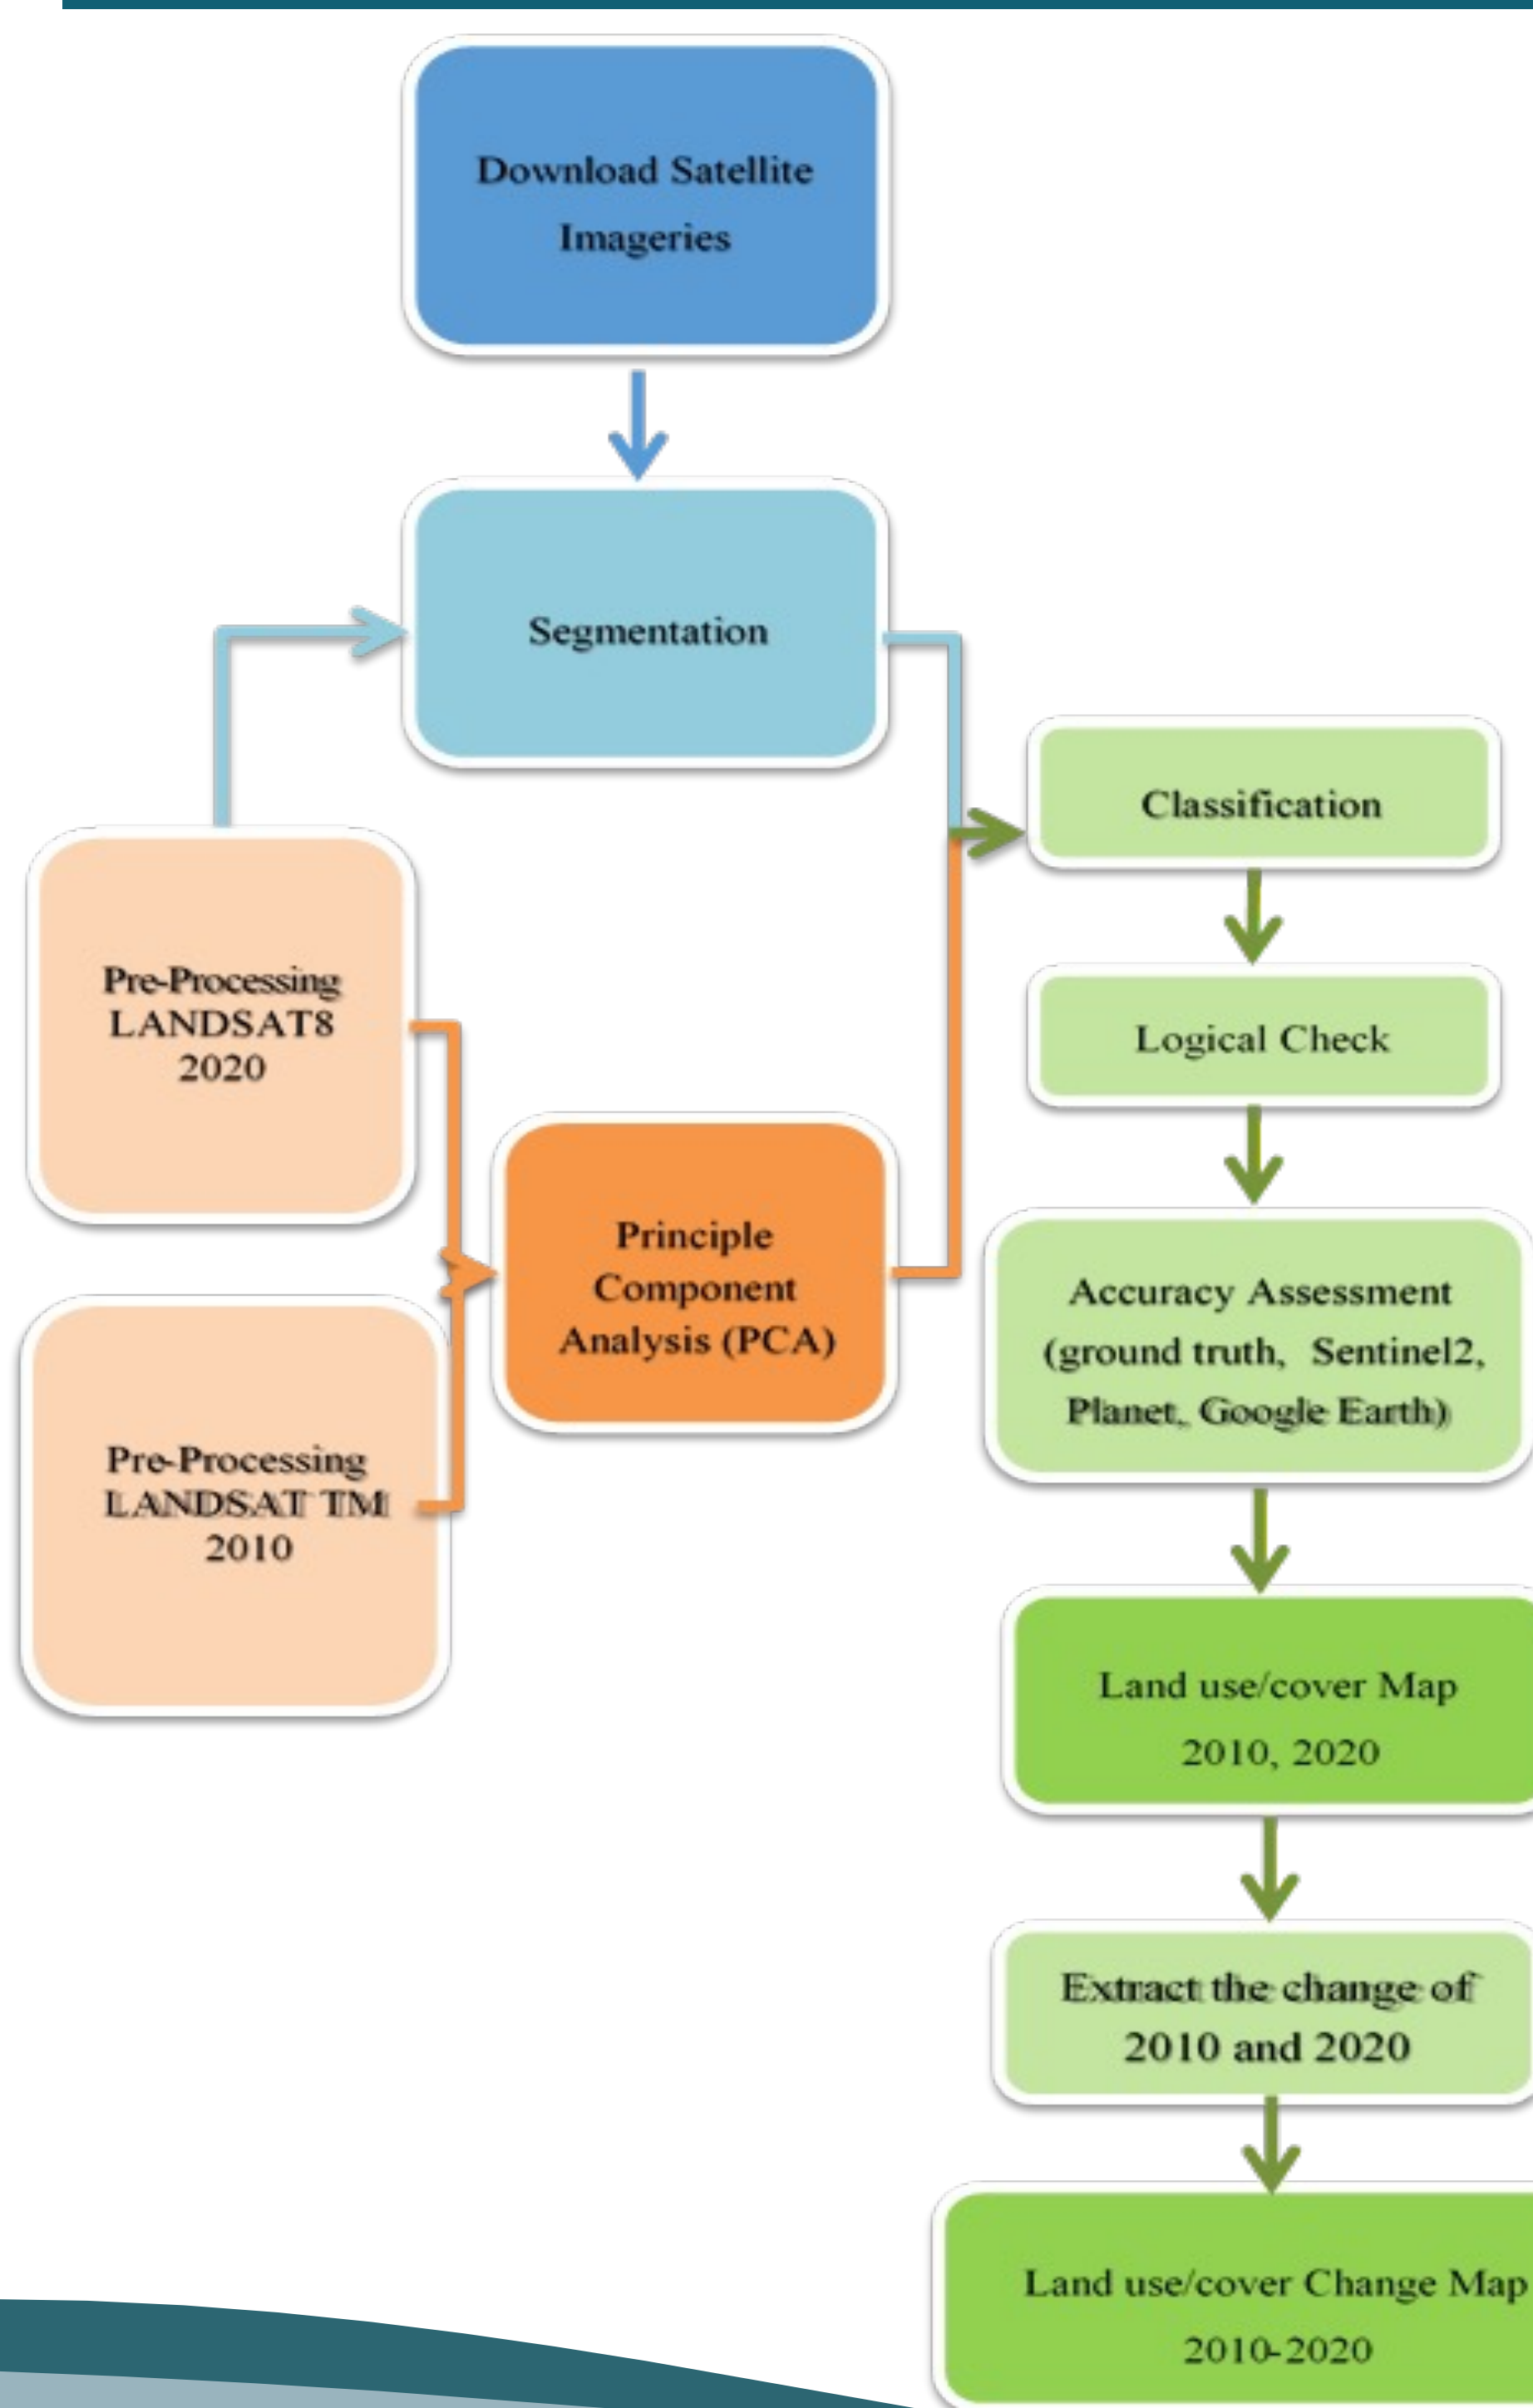 Download Satellite
Imageries
Segmentation
Classification
Pre-Processing
LANDSAT8
2020
Logical Check
Principle
Component
Analysis (PCA)
Accuracy Assessment
(ground truth, Sentinel2,
Planet, Google Earth)
Pre-Processing
LANDSAT TM
2010
Land use/cover Map
2010, 2020
Extract the change of
2010 and 2020
Land use/cover Change Map
2010-2020